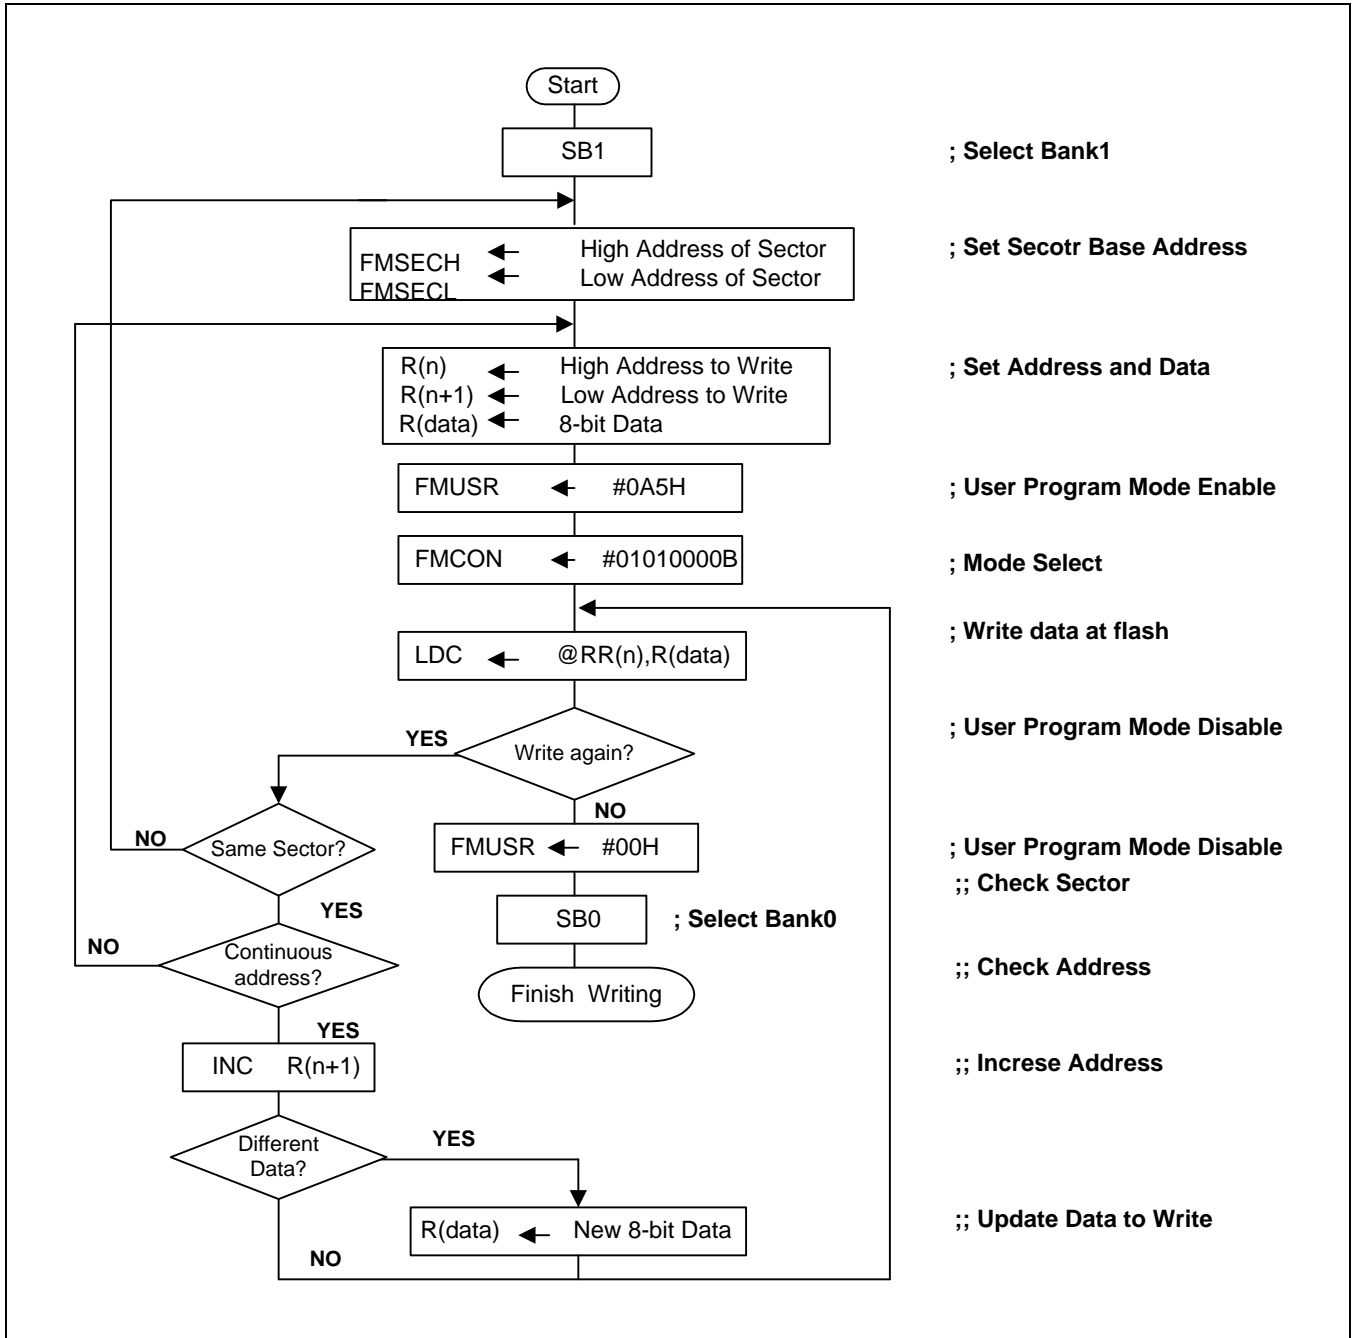 Start
SB1 ; Select Bank1
FMSECH High Address of Sector ; Set Secotr Base Address
FMSECL Low Address of Sector
R(n) High Address to Write ; Set Address and Data
R(n+1) Low Address to Write
R(data) 8-bit Data
FMUSR #0A5H ; User Program Mode Enable
FMCON #01010000B ; Mode Select
; Write data at flash
LDC @RR(n),R(data)
; User Program Mode Disable
YES Write again?
NO
NO Same Sector? FMUSR #00H ; User Program Mode Disable
;; Check Sector
YES SB0 ; Select Bank0
NO Continuous
address? ;; Check Address
Finish Writing
YES
INC R(n+1) ;; Increse Address
Different
Data? YES
R(data) New 8-bit Data ;; Update Data to Write
NO